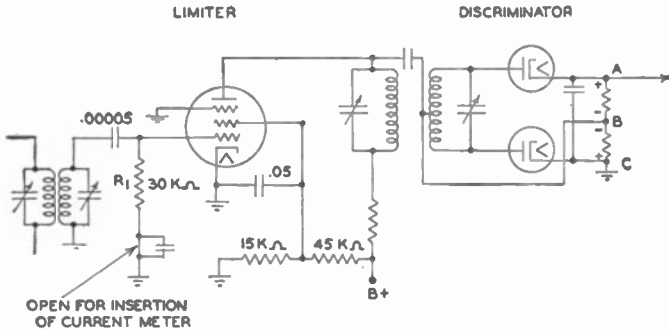 LIMITER
DISCRIMINATOR
.00005
R1
30 KΩ
.05
15 KΩ
45 KΩ
B+
+
A
-
B
-
+
C
OPEN FOR INSERTION
OF CURRENT METER